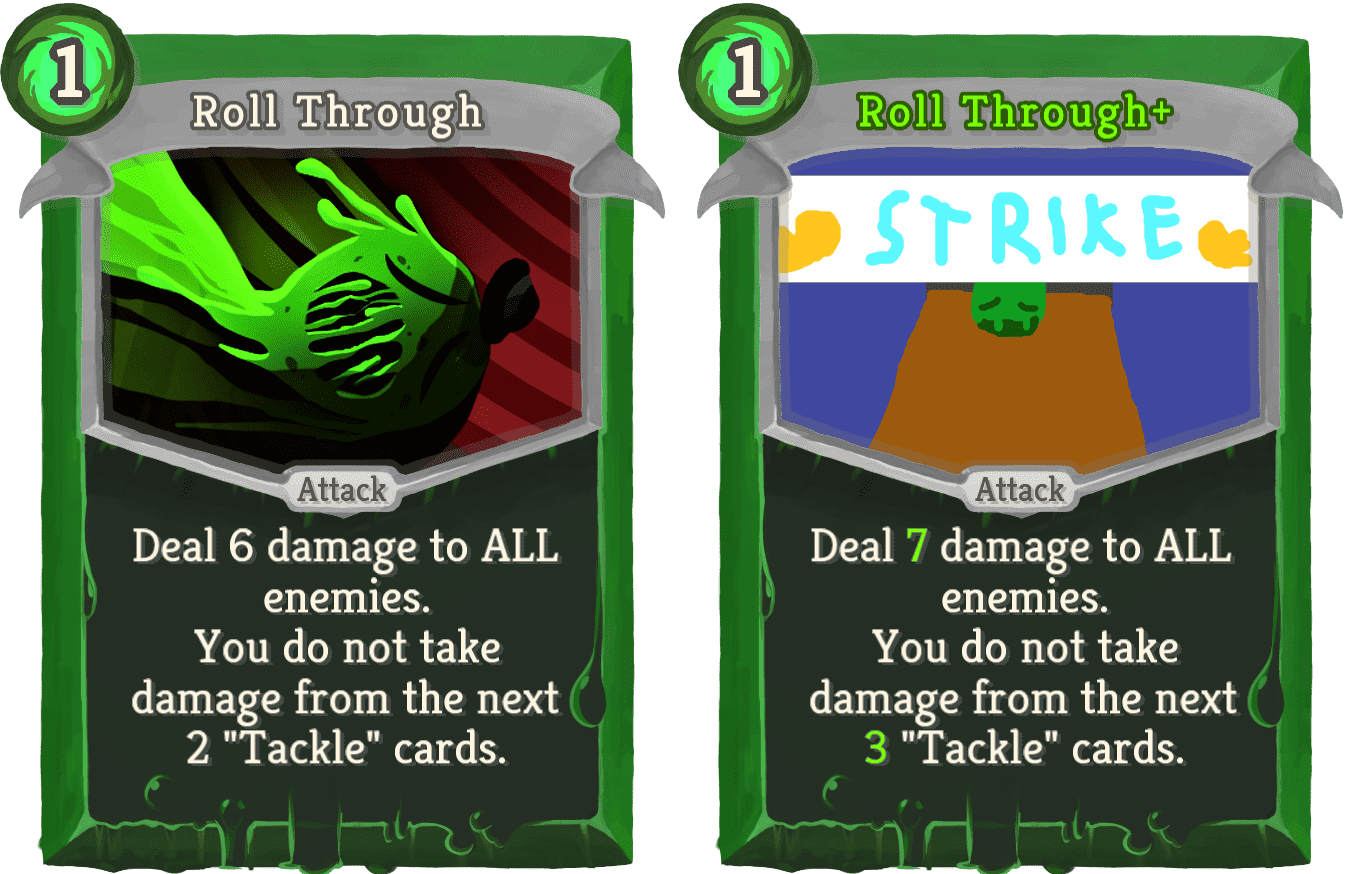 1
Roll Through
Attack
Deal 6 damage to ALL
enemies.
You do not take
damage from the next
2 "Tackle" cards.
1
Roll Through+
STRIKE
Attack
Deal 7 damage to ALL
enemies.
You do not take
damage from the next
3 "Tackle" cards.